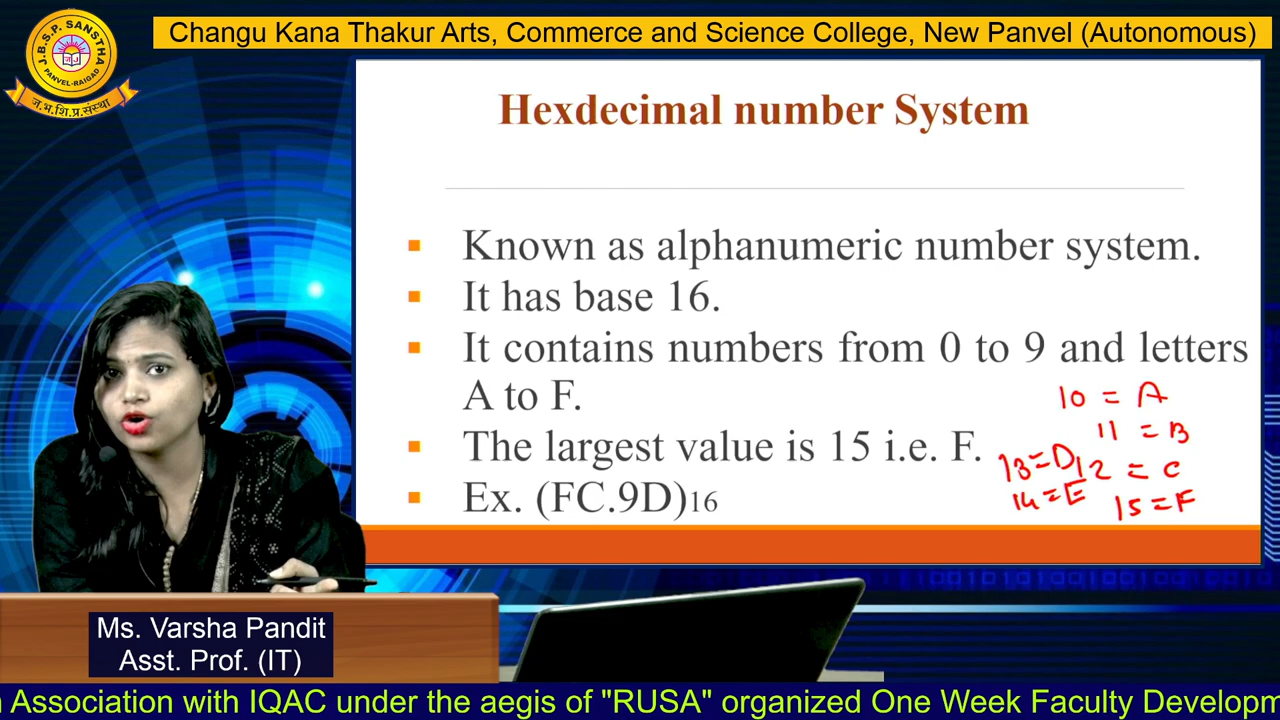 J.B.S.P. SANSTHA
PANVEL-RAIGAD
ज.भ.शि.प्र.संस्था
Changu Kana Thakur Arts, Commerce and Science College, New Panvel (Autonomous)
Hexdecimal number System
▪ Known as alphanumeric number system.
▪ It has base 16.
▪ It contains numbers from 0 to 9 and letters
A to F.
▪ The largest value is 15 i.e. F.
▪ Ex. (FC.9D)16
10 = A
11 = B
13=D 12 = C
14=E 15=F
Ms. Varsha Pandit
Asst. Prof. (IT)
Association with IQAC under the aegis of "RUSA" organized One Week Faculty Developm